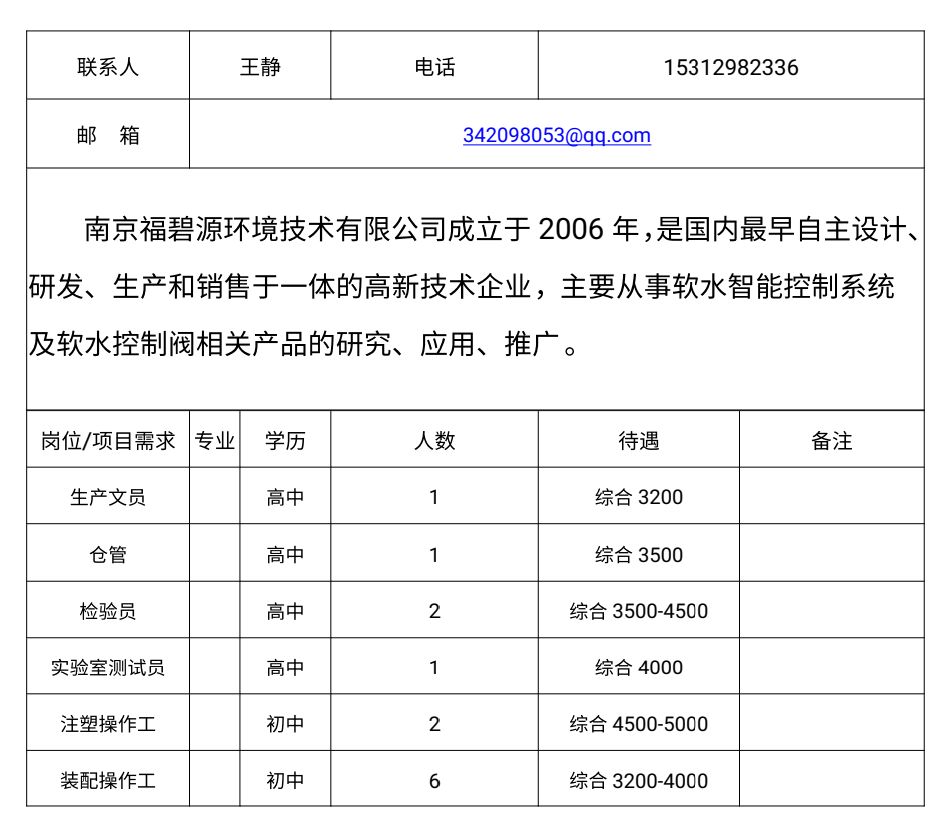 联系人 王静 电话 15312982336
邮 箱 342098053@qq.com
南京福碧源环境技术有限公司成立于 2006 年，是国内最早自主设计、
研发、生产和销售于一体的高新技术企业，主要从事软水智能控制系统
及软水控制阀相关产品的研究、应用、推广。
岗位/项目需求 专业 学历 人数 待遇 备注
生产文员 高中 1 综合 3200
仓管 高中 1 综合 3500
检验员 高中 2 综合 3500-4500
实验室测试员 高中 1 综合 4000
注塑操作工 初中 2 综合 4500-5000
装配操作工 初中 6 综合 3200-4000